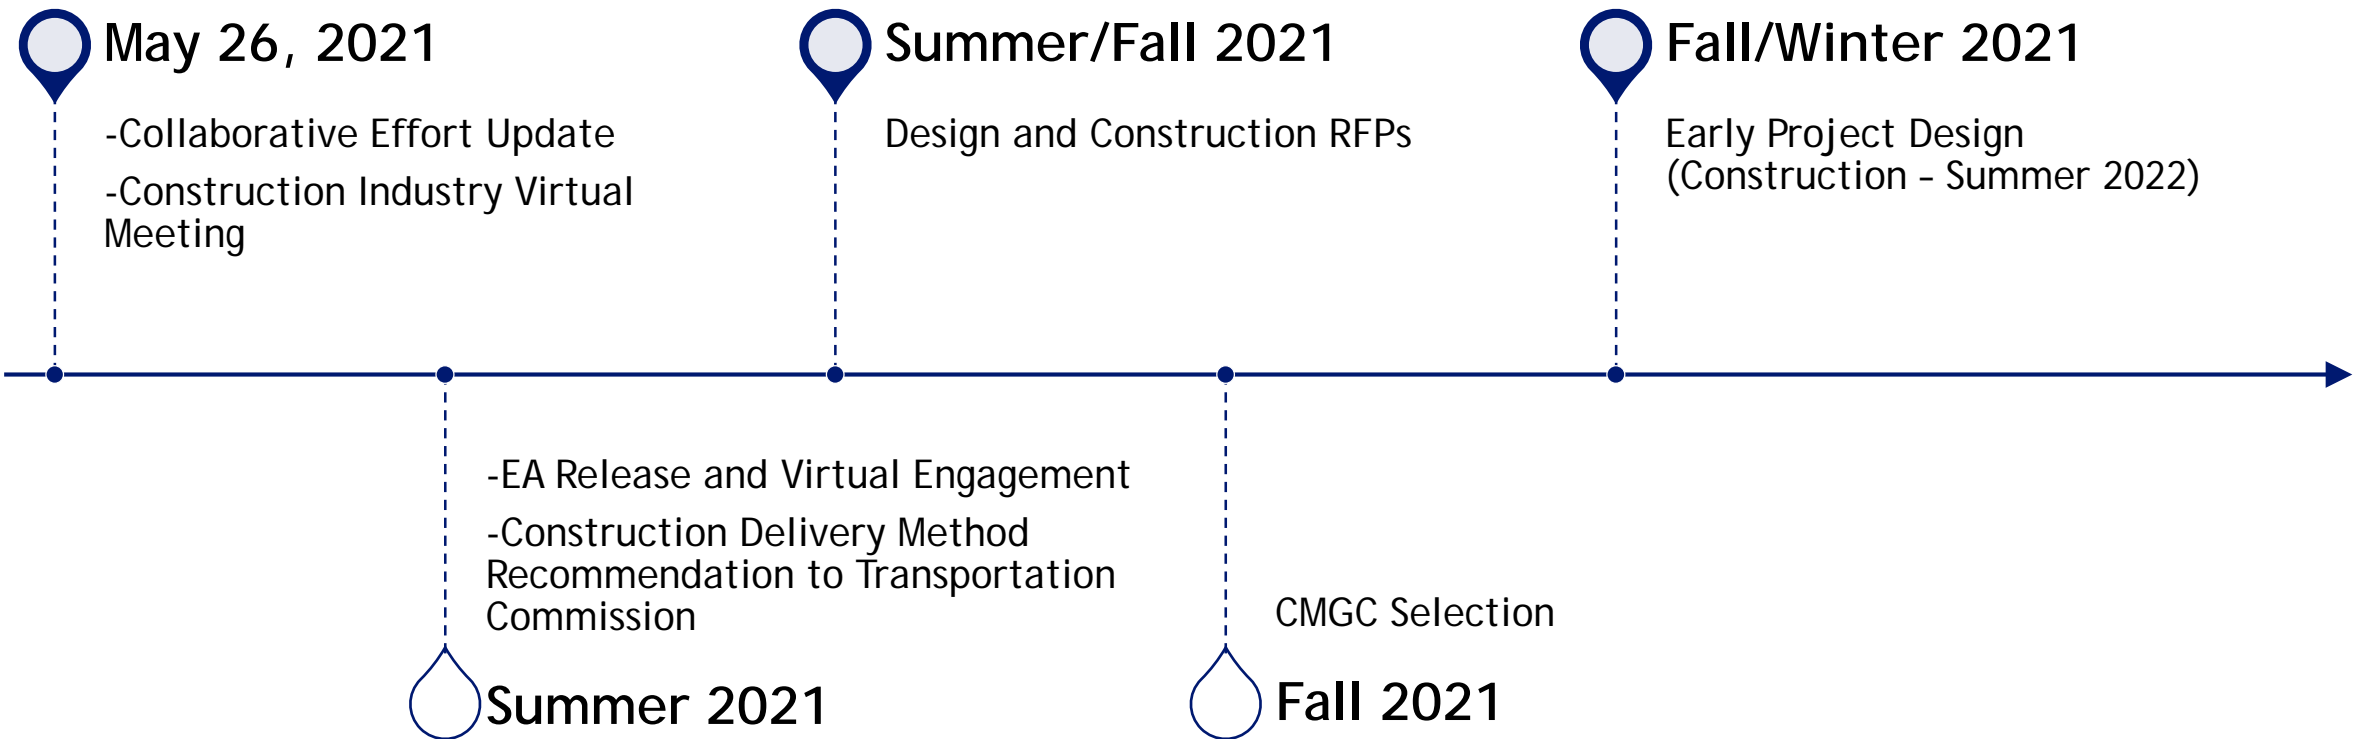 May 26, 2021
-Collaborative Effort Update
-Construction Industry Virtual
Meeting
Summer/Fall 2021
Design and Construction RFPs
Fall/Winter 2021
Early Project Design
(Construction – Summer 2022)
-EA Release and Virtual Engagement
-Construction Delivery Method
Recommendation to Transportation
Commission
Summer 2021
CMGC Selection
Fall 2021